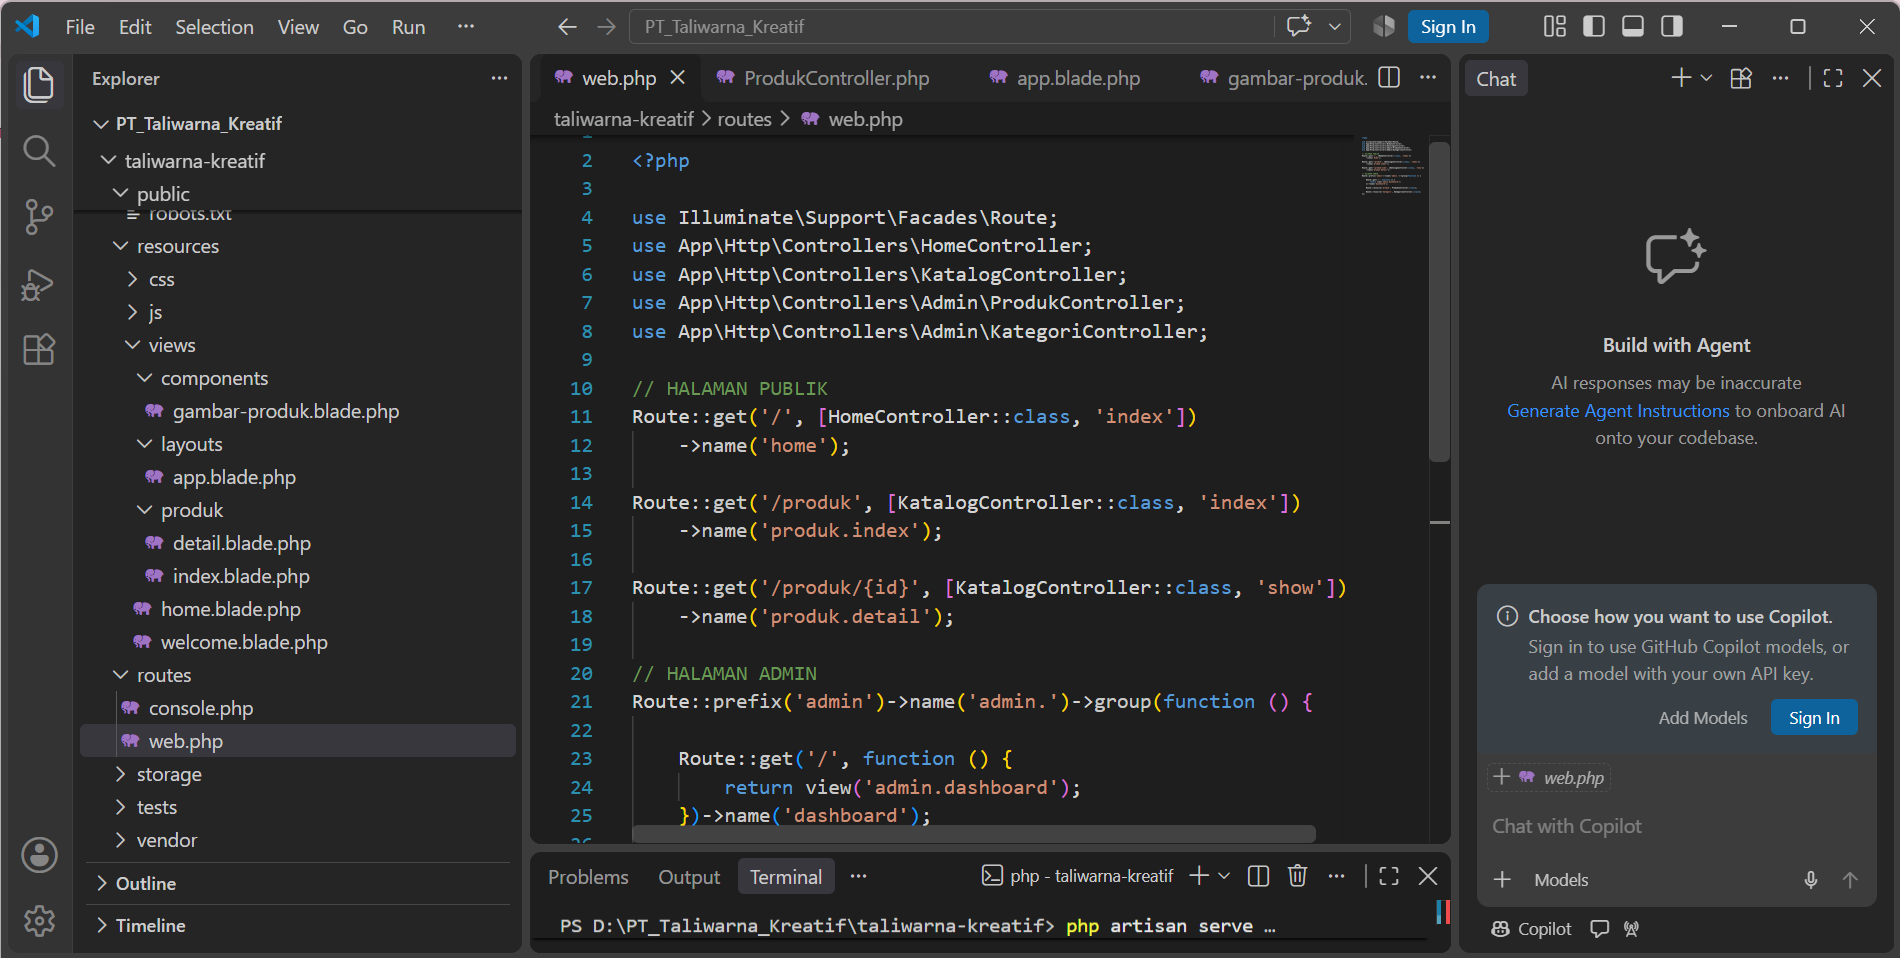 File Edit Selection View Go Run ···
PT_Taliwarna_Kreatif
Sign In
Explorer
PT_Taliwarna_Kreatif
taliwarna-kreatif
public
robots.txt
resources
css
js
views
components
gambar-produk.blade.php
layouts
app.blade.php
produk
detail.blade.php
index.blade.php
home.blade.php
welcome.blade.php
routes
console.php
web.php
storage
tests
vendor
Outline
Timeline
web.php ProdukController.php app.blade.php gambar-produk.
taliwarna-kreatif > routes > web.php
1
2 <?php
3
4 use Illuminate\Support\Facades\Route;
5 use App\Http\Controllers\HomeController;
6 use App\Http\Controllers\KatalogController;
7 use App\Http\Controllers\Admin\ProdukController;
8 use App\Http\Controllers\Admin\KategoriController;
9
10 // HALAMAN PUBLIK
11 Route::get('/', [HomeController::class, 'index'])
12 ->name('home');
13
14 Route::get('/produk', [KatalogController::class, 'index'])
15 ->name('produk.index');
16
17 Route::get('/produk/{id}', [KatalogController::class, 'show'])
18 ->name('produk.detail');
19
20 // HALAMAN ADMIN
21 Route::prefix('admin')->name('admin.')->group(function () {
22
23 Route::get('/', function () {
24 return view('admin.dashboard');
25 })->name('dashboard');
26
Problems Output Terminal ··· php - taliwarna-kreatif
PS D:\PT_Taliwarna_Kreatif\taliwarna-kreatif> php artisan serve …
Chat
Build with Agent
AI responses may be inaccurate
Generate Agent Instructions to onboard AI
onto your codebase.
Choose how you want to use Copilot.
Sign in to use GitHub Copilot models, or
add a model with your own API key.
Add Models Sign In
web.php
Chat with Copilot
Models
Copilot